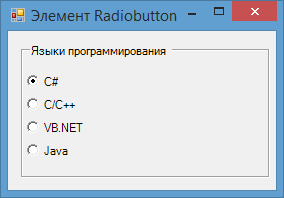 Элемент Radiobutton
Языки программирования
C#
C/C++
VB.NET
Java